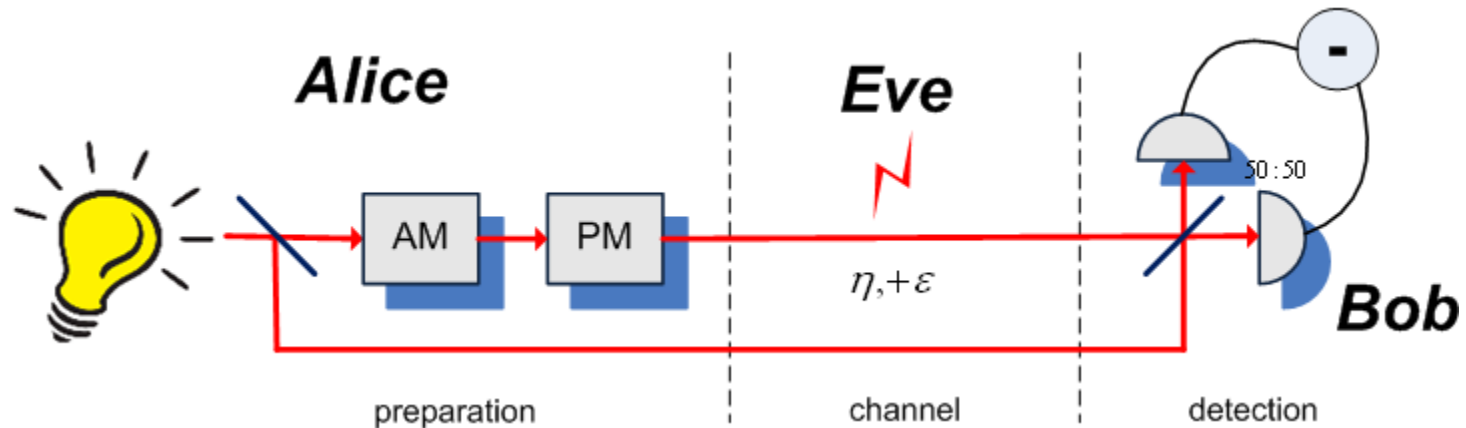 Alice
Eve
-
50:50
AM
PM
η,+ε
Bob
preparation
channel
detection